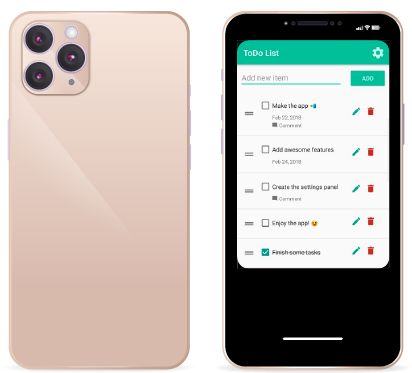 ToDo List
Add new item
ADD
Make the app 📲
Feb 22, 2018
Comment
Add awesome features
Feb 24, 2018
Create the settings panel
Comment
Enjoy the app! 😉
Finish some tasks